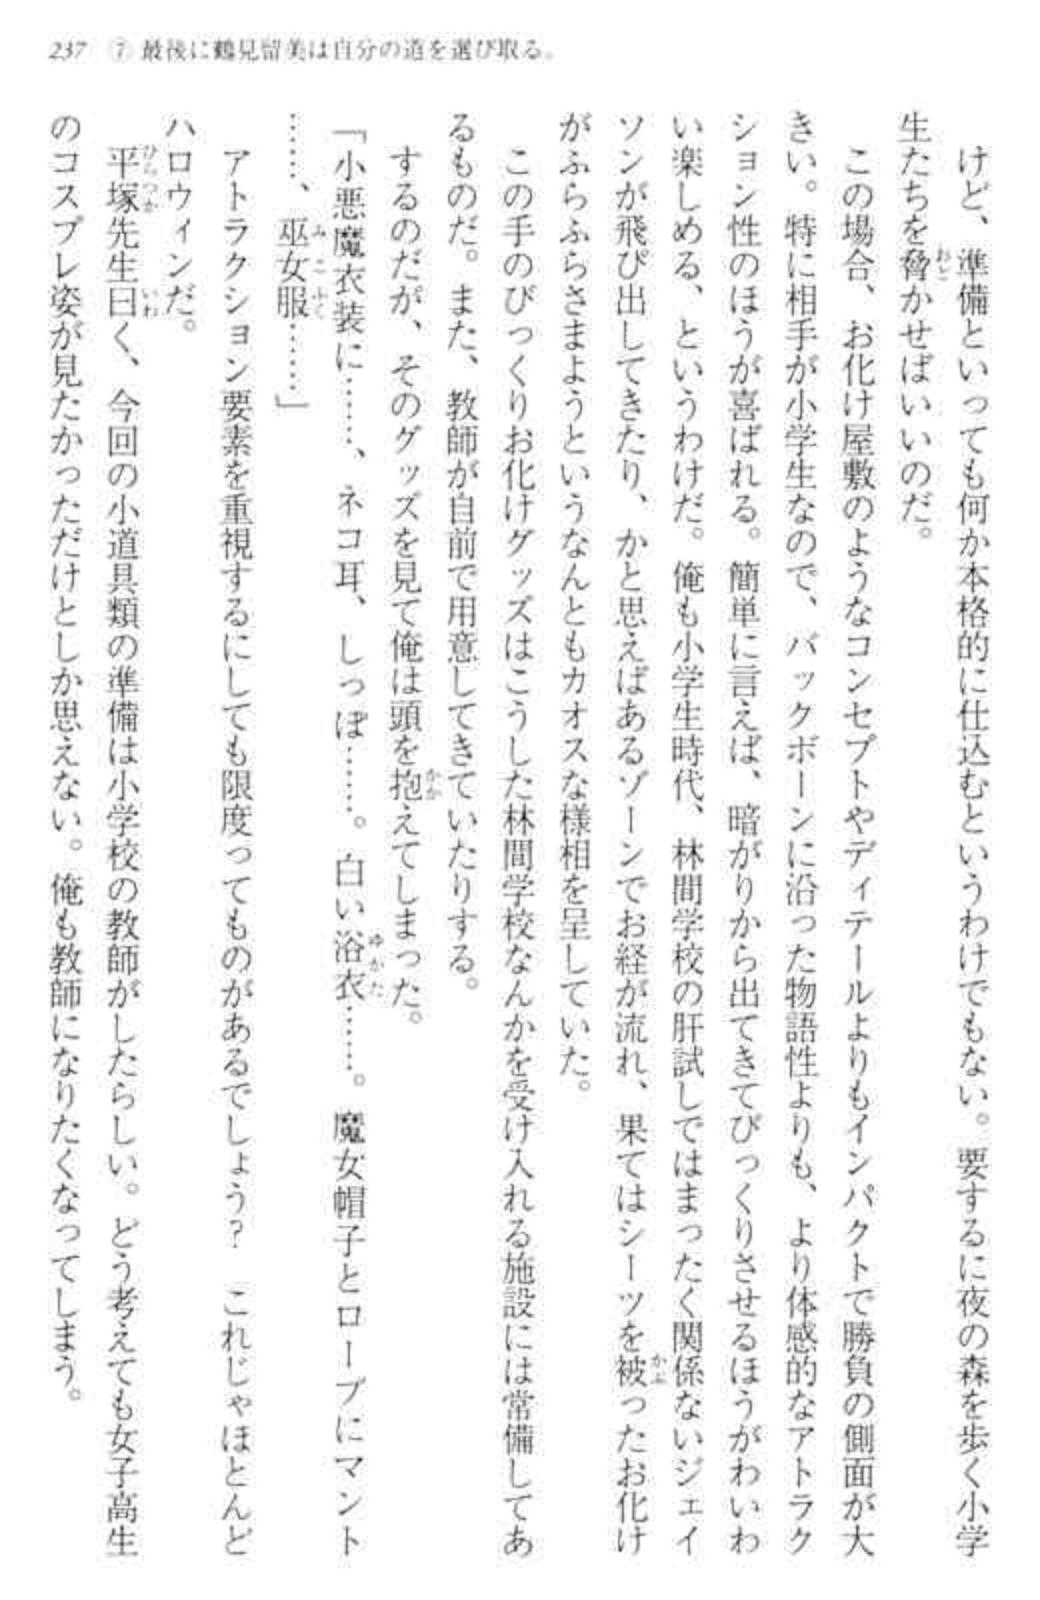 237　⑦ 最後に鶴見留美は自分の道を選び取る。
けど、準備といっても何か本格的に仕込むというわけでもない。要するに夜の森を歩く小学
生たちを脅かせばいいのだ。
この場合、お化け屋敷のようなコンセプトやディテールよりもインパクトで勝負の側面が大
きい。特に相手が小学生なので、バックボーンに沿った物語性よりも、より体感的なアトラク
ション性のほうが喜ばれる。簡単に言えば、暗がりから出てきてびっくりさせるほうがわいわ
い楽しめる、というわけだ。俺も小学生時代、林間学校の肝試しではまったく関係ないジェイ
ソンが飛び出してきたり、かと思えばあるゾーンでお経が流れ、果てはシーツを被ったお化け
がふらふらさまようというなんともカオスな様相を呈していた。
この手のびっくりお化けグッズはこうした林間学校なんかを受け入れる施設には常備してあ
るものだ。また、教師が自前で用意してきていたりする。
するのだが、そのグッズを見て俺は頭を抱えてしまった。
「小悪魔衣装に……、ネコ耳、しっぽ……。白い浴衣……。魔女帽子とローブにマント
……、巫女服……」
アトラクション要素を重視するにしても限度ってものがあるでしょう？　これじゃほとんど
ハロウィンだ。
平塚先生曰く、今回の小道具類の準備は小学校の教師がしたらしい。どう考えても女子高生
のコスプレ姿が見たかっただけとしか思えない。俺も教師になりたくなってしまう。